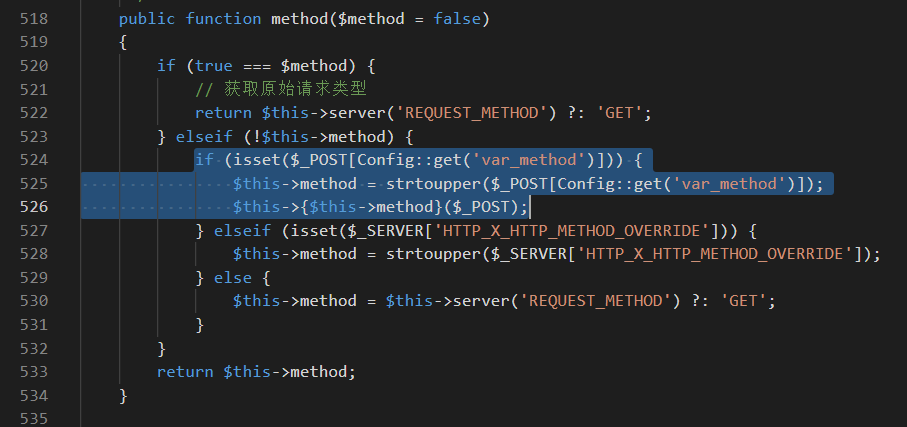 518 public function method($method = false)
519 {
520 if (true === $method) {
521 // 获取原始请求类型
522 return $this->server('REQUEST_METHOD') ?: 'GET';
523 } elseif (!$this->method) {
524 if (isset($_POST[Config::get('var_method')])) {
525 $this->method = strtoupper($_POST[Config::get('var_method')]);
526 $this->{$this->method}($_POST);
527 } elseif (isset($_SERVER['HTTP_X_HTTP_METHOD_OVERRIDE'])) {
528 $this->method = strtoupper($_SERVER['HTTP_X_HTTP_METHOD_OVERRIDE']);
529 } else {
530 $this->method = $this->server('REQUEST_METHOD') ?: 'GET';
531 }
532 }
533 return $this->method;
534 }
535